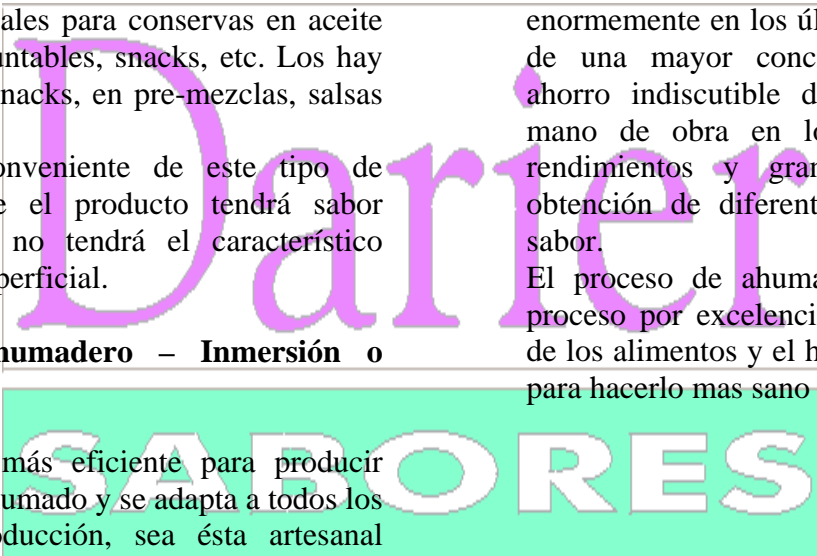 ales para conservas en aceite
untables, snacks, etc. Los hay
nacks, en pre-mezclas, salsas
onveniente de este tipo de
e el producto tendrá sabor
no tendrá el característico
perficial.
humadero – Inmersión o
más eficiente para producir
umado y se adapta a todos los
oducción, sea ésta artesanal
enormemente en los úl
de una mayor conc
ahorro indiscutible d
mano de obra en lo
rendimientos y gran
obtención de diferent
sabor.
El proceso de ahuma
proceso por excelenci
de los alimentos y el h
para hacerlo mas sano
Darier
SABORES